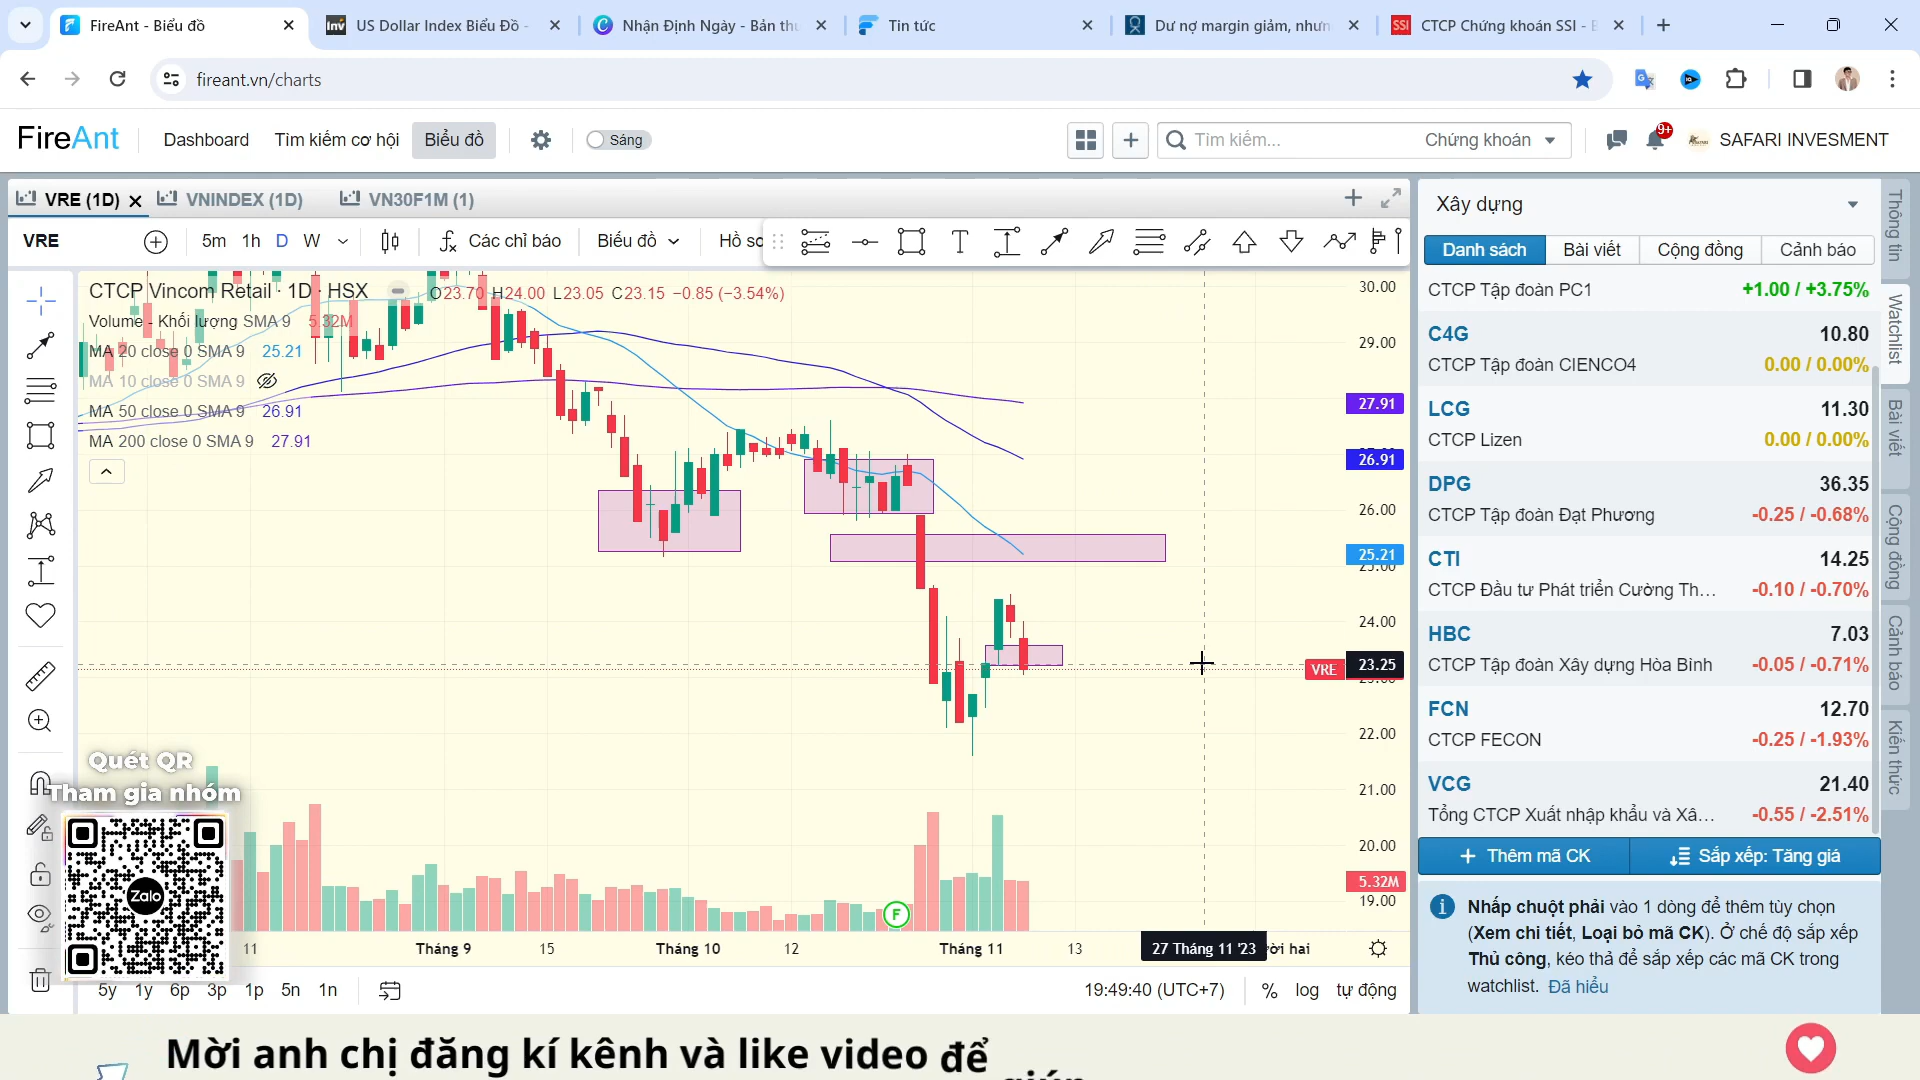 FireAnt - Biểu đồ
US Dollar Index Biểu Đồ -
Nhận Định Ngày - Bản thu
Tin tức
Dư nợ margin giảm, nhưn
CTCP Chứng khoán SSI - B
fireant.vn/charts
FireAnt
Dashboard
Tìm kiếm cơ hội
Biểu đồ
Sáng
Tìm kiếm...
Chứng khoán
9+
SAFARI INVESMENT
VRE (1D)
VNINDEX (1D)
VN30F1M (1)
VRE
5m
1h
D
W
Các chỉ báo
Biểu đồ
Hồ sơ
CTCP Vincom Retail · 1D · HSX
O23.70 H24.00 L23.05 C23.15 −0.85 (−3.54%)
Volume - Khối lượng SMA 9 5.32M
MA 20 close 0 SMA 9 25.21
MA 10 close 0 SMA 9
MA 50 close 0 SMA 9 26.91
MA 200 close 0 SMA 9 27.91
30.00
29.00
27.91
26.91
26.00
25.21
25.00
24.00
VRE
23.25
23.00
22.00
21.00
20.00
5.32M
19.00
F
11
Tháng 9
15
Tháng 10
12
Tháng 11
13
27 Tháng 11 '23
ời hai
5y
1y
6p
3p
1p
5n
1n
19:49:40 (UTC+7)
%
log
tự động
Quét QR
Tham gia nhóm
Zalo
Xây dựng
Danh sách
Bài viết
Cộng đồng
Cảnh báo
CTCP Tập đoàn PC1 +1.00 / +3.75%
C4G 10.80
CTCP Tập đoàn CIENCO4 0.00 / 0.00%
LCG 11.30
CTCP Lizen 0.00 / 0.00%
DPG 36.35
CTCP Tập đoàn Đạt Phương -0.25 / -0.68%
CTI 14.25
CTCP Đầu tư Phát triển Cường Th... -0.10 / -0.70%
HBC 7.03
CTCP Tập đoàn Xây dựng Hòa Bình -0.05 / -0.71%
FCN 12.70
CTCP FECON -0.25 / -1.93%
VCG 21.40
Tổng CTCP Xuất nhập khẩu và Xâ... -0.55 / -2.51%
Thêm mã CK
Sắp xếp: Tăng giá
Nhấp chuột phải vào 1 dòng để thêm tùy chọn
(Xem chi tiết, Loại bỏ mã CK). Ở chế độ sắp xếp
Thủ công, kéo thả để sắp xếp các mã CK trong
watchlist. Đã hiểu
Thông tin
Watchlist
Bài viết
Cộng đồng
Cảnh báo
Kiến thức
Mời anh chị đăng kí kênh và like video để